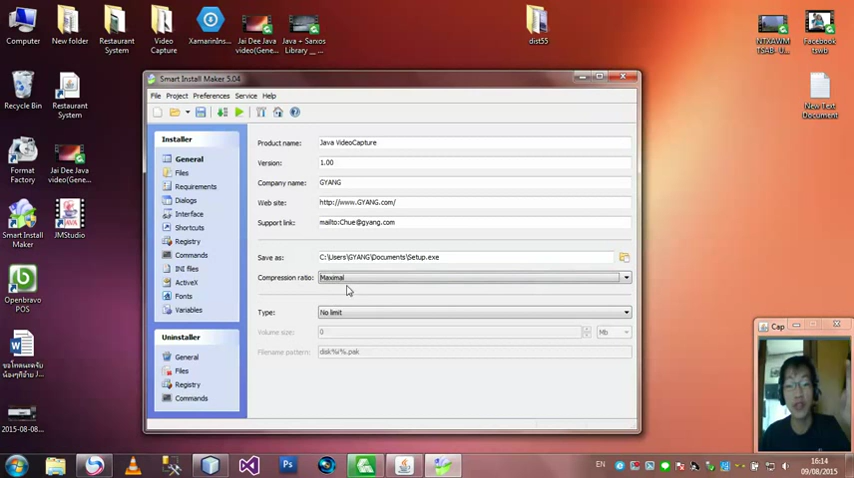 Computer
New folder
Restaurant
System
Video
Capture
XamarinIns...
Jai Dee Java
video(Gene...
Java + Sanxos
Library __ ...
dist55
NTXAWM
TSAB- U...
Facebook
tswb
Recycle Bin
Restaurant
System
New Text
Document
Format
Factory
Jai Dee Java
video(Gene...
Smart Install
Maker
JMStudio
Openbravo
POS
2015-08-08...
Smart Install Maker 5.04
File Project Preferences Service Help
Installer
General
Files
Requirements
Dialogs
Interface
Shortcuts
Registry
Commands
INI files
ActiveX
Fonts
Variables
Uninstaller
General
Files
Registry
Commands
Product name: Java VideoCapture
Version: 1.00
Company name: GYANG
Web site: http://www.GYANG.com/
Support link: mailto:Chue@gyang.com
Save as: C:\Users\GYANG\Documents\Setup.exe
Compression ratio: Maximal
Type: No limit
Volume size: 0 Mb
Filename pattern: disk%i%.pak
Cap
EN
16:14
09/08/2015